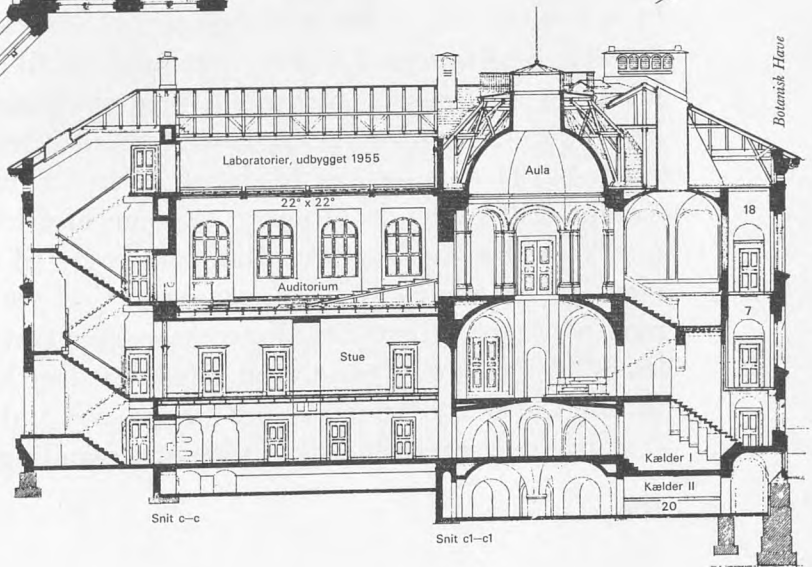 Botanisk Have
Laboratorier, udbygget 1955
Aula
22° x 22°
18
Auditorium
7
Stue
Kælder I
Kælder II
20
Snit c—c
Snit c1—c1